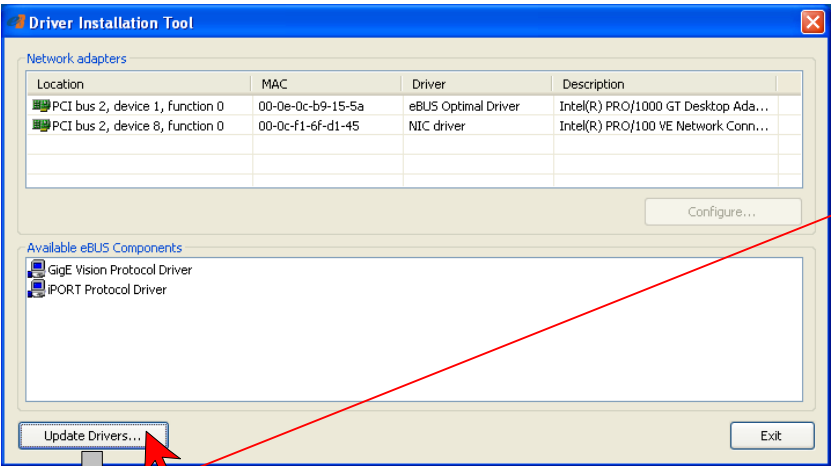 Driver Installation Tool
Network adapters
Location MAC Driver Description
PCI bus 2, device 1, function 0 00-0e-0c-b9-15-5a eBUS Optimal Driver Intel(R) PRO/1000 GT Desktop Ada...
PCI bus 2, device 8, function 0 00-0c-f1-6f-d1-45 NIC driver Intel(R) PRO/100 VE Network Conn...
Configure...
Available eBUS Components
GigE Vision Protocol Driver
iPORT Protocol Driver
Update Drivers... Exit